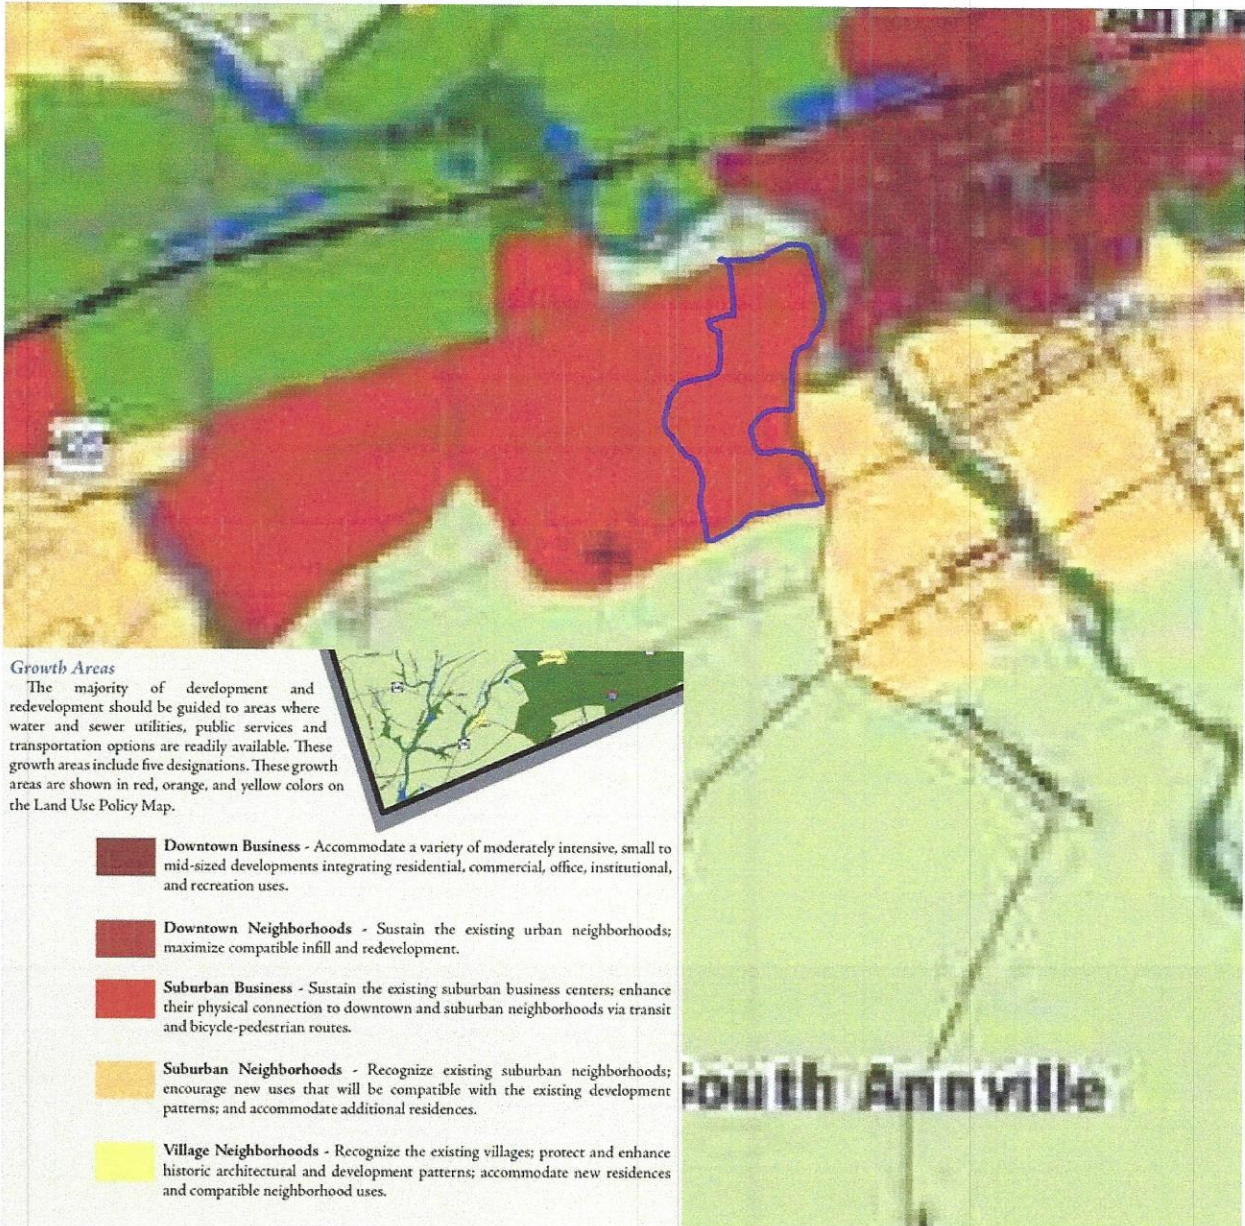 Growth Areas
The majority of development and
redevelopment should be guided to areas where
water and sewer utilities, public services and
transportation options are readily available. These
growth areas include five designations. These growth
areas are shown in red, orange, and yellow colors on
the Land Use Policy Map.
Downtown Business - Accommodate a variety of moderately intensive, small to
mid-sized developments integrating residential, commercial, office, institutional,
and recreation uses.
Downtown Neighborhoods - Sustain the existing urban neighborhoods;
maximize compatible infill and redevelopment.
Suburban Business - Sustain the existing suburban business centers; enhance
their physical connection to downtown and suburban neighborhoods via transit
and bicycle-pedestrian routes.
Suburban Neighborhoods - Recognize existing suburban neighborhoods;
encourage new uses that will be compatible with the existing development
patterns; and accommodate additional residences.
Village Neighborhoods - Recognize the existing villages; protect and enhance
historic architectural and development patterns; accommodate new residences
and compatible neighborhood uses.
South Annville